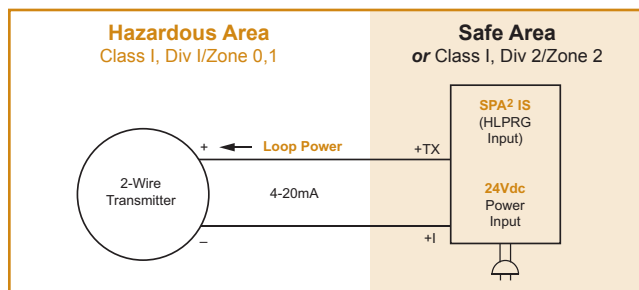 Hazardous Area
Class I, Div I/Zone 0,1
Safe Area
or Class I, Div 2/Zone 2
SPA² IS
(HLPRG
Input)
+
Loop Power
+TX
2-Wire
Transmitter
4-20mA
24Vdc
Power
Input
–
+I